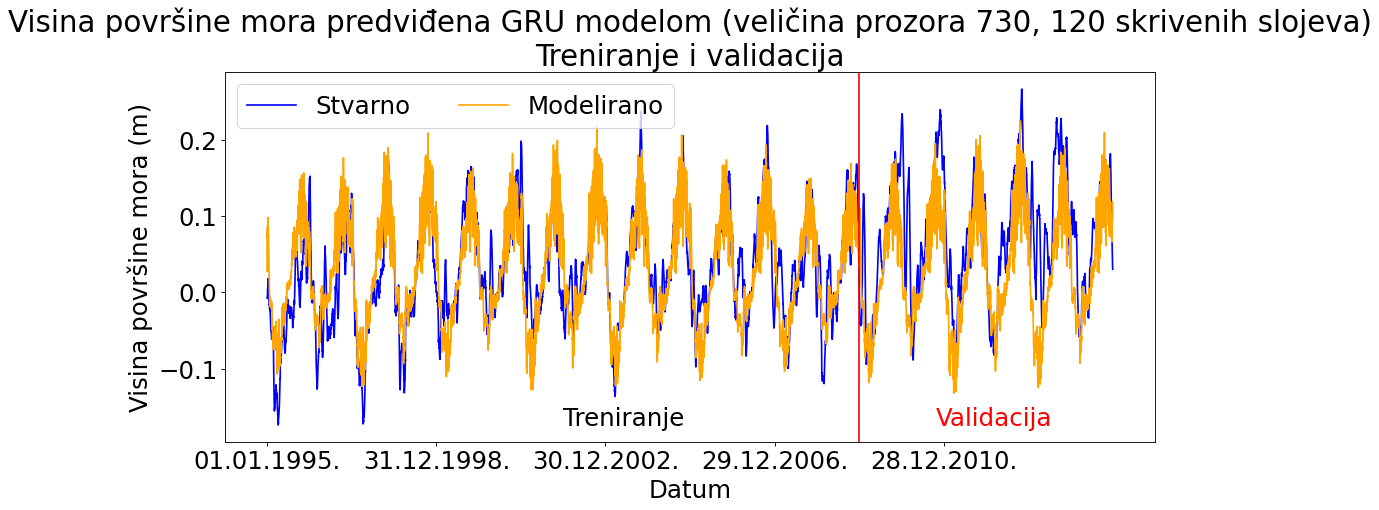 Visina površine mora predviđena GRU modelom (veličina prozora 730, 120 skrivenih slojeva)
Treniranje i validacija
Stvarno
Modelirano
Visina površine mora (m)
0.2
0.1
0.0
−0.1
Treniranje
Validacija
01.01.1995.
31.12.1998.
30.12.2002.
29.12.2006.
28.12.2010.
Datum